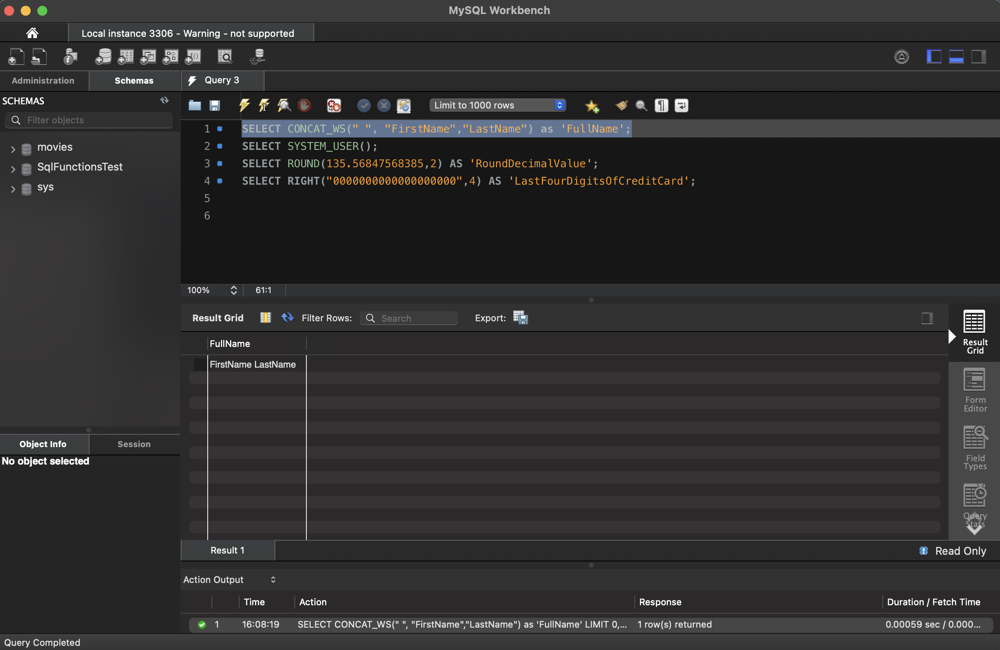 MySQL Workbench
Local instance 3306 - Warning - not supported
Administration
Schemas
Query 3
SCHEMAS
Filter objects
Limit to 1000 rows
movies
SqlFunctionsTest
sys
1 SELECT CONCAT_WS(" ", "FirstName","LastName") as 'FullName';
2 SELECT SYSTEM_USER();
3 SELECT ROUND(135.56847568385,2) AS 'RoundDecimalValue';
4 SELECT RIGHT("0000000000000000000",4) AS 'LastFourDigitsOfCreditCard';
5
6
100% 61:1
Result Grid Filter Rows: Search Export:
FullName
FirstName LastName
Result
Grid
Form
Editor
Field
Types
Query
Stats
Object Info Session
No object selected
Result 1
Read Only
Action Output
Time Action Response Duration / Fetch Time
1 16:08:19 SELECT CONCAT_WS(" ", "FirstName","LastName") as 'FullName' LIMIT 0,... 1 row(s) returned 0.00059 sec / 0.000...
Query Completed